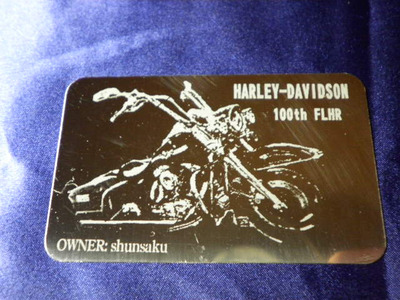 HARLEY-DAVIDSON
100th FLHR
OWNER: shunsaku